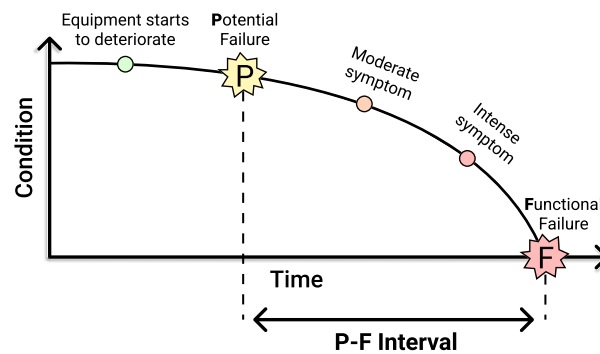 Equipment starts
to deteriorate
Potential
Failure
P
Moderate
symptom
Intense
symptom
Functiona
Failure
F
Condition
Time
P-F Interval